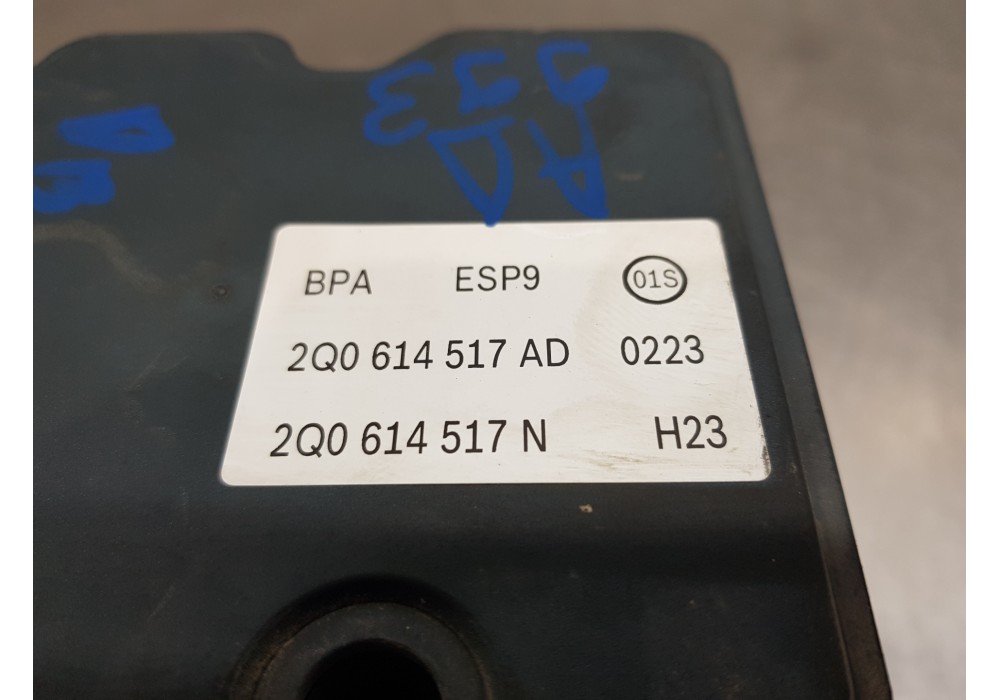 BPA ESP9 01S
2Q0 614 517 AD 0223
2Q0 614 517 N H23